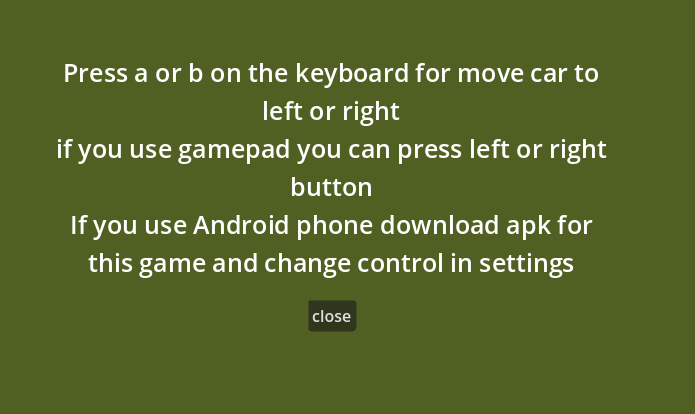 Press a or b on the keyboard for move car to
left or right
if you use gamepad you can press left or right
button
If you use Android phone download apk for
this game and change control in settings
close